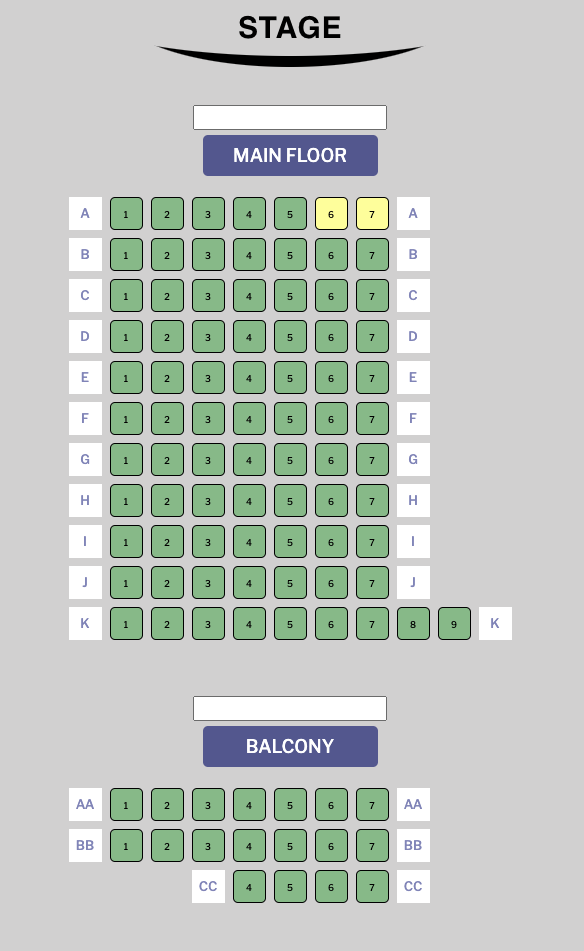 STAGE
MAIN FLOOR
A 1 2 3 4 5 6 7 A
B 1 2 3 4 5 6 7 B
C 1 2 3 4 5 6 7 C
D 1 2 3 4 5 6 7 D
E 1 2 3 4 5 6 7 E
F 1 2 3 4 5 6 7 F
G 1 2 3 4 5 6 7 G
H 1 2 3 4 5 6 7 H
I 1 2 3 4 5 6 7 I
J 1 2 3 4 5 6 7 J
K 1 2 3 4 5 6 7 8 9 K
BALCONY
AA 1 2 3 4 5 6 7 AA
BB 1 2 3 4 5 6 7 BB
CC 4 5 6 7 CC